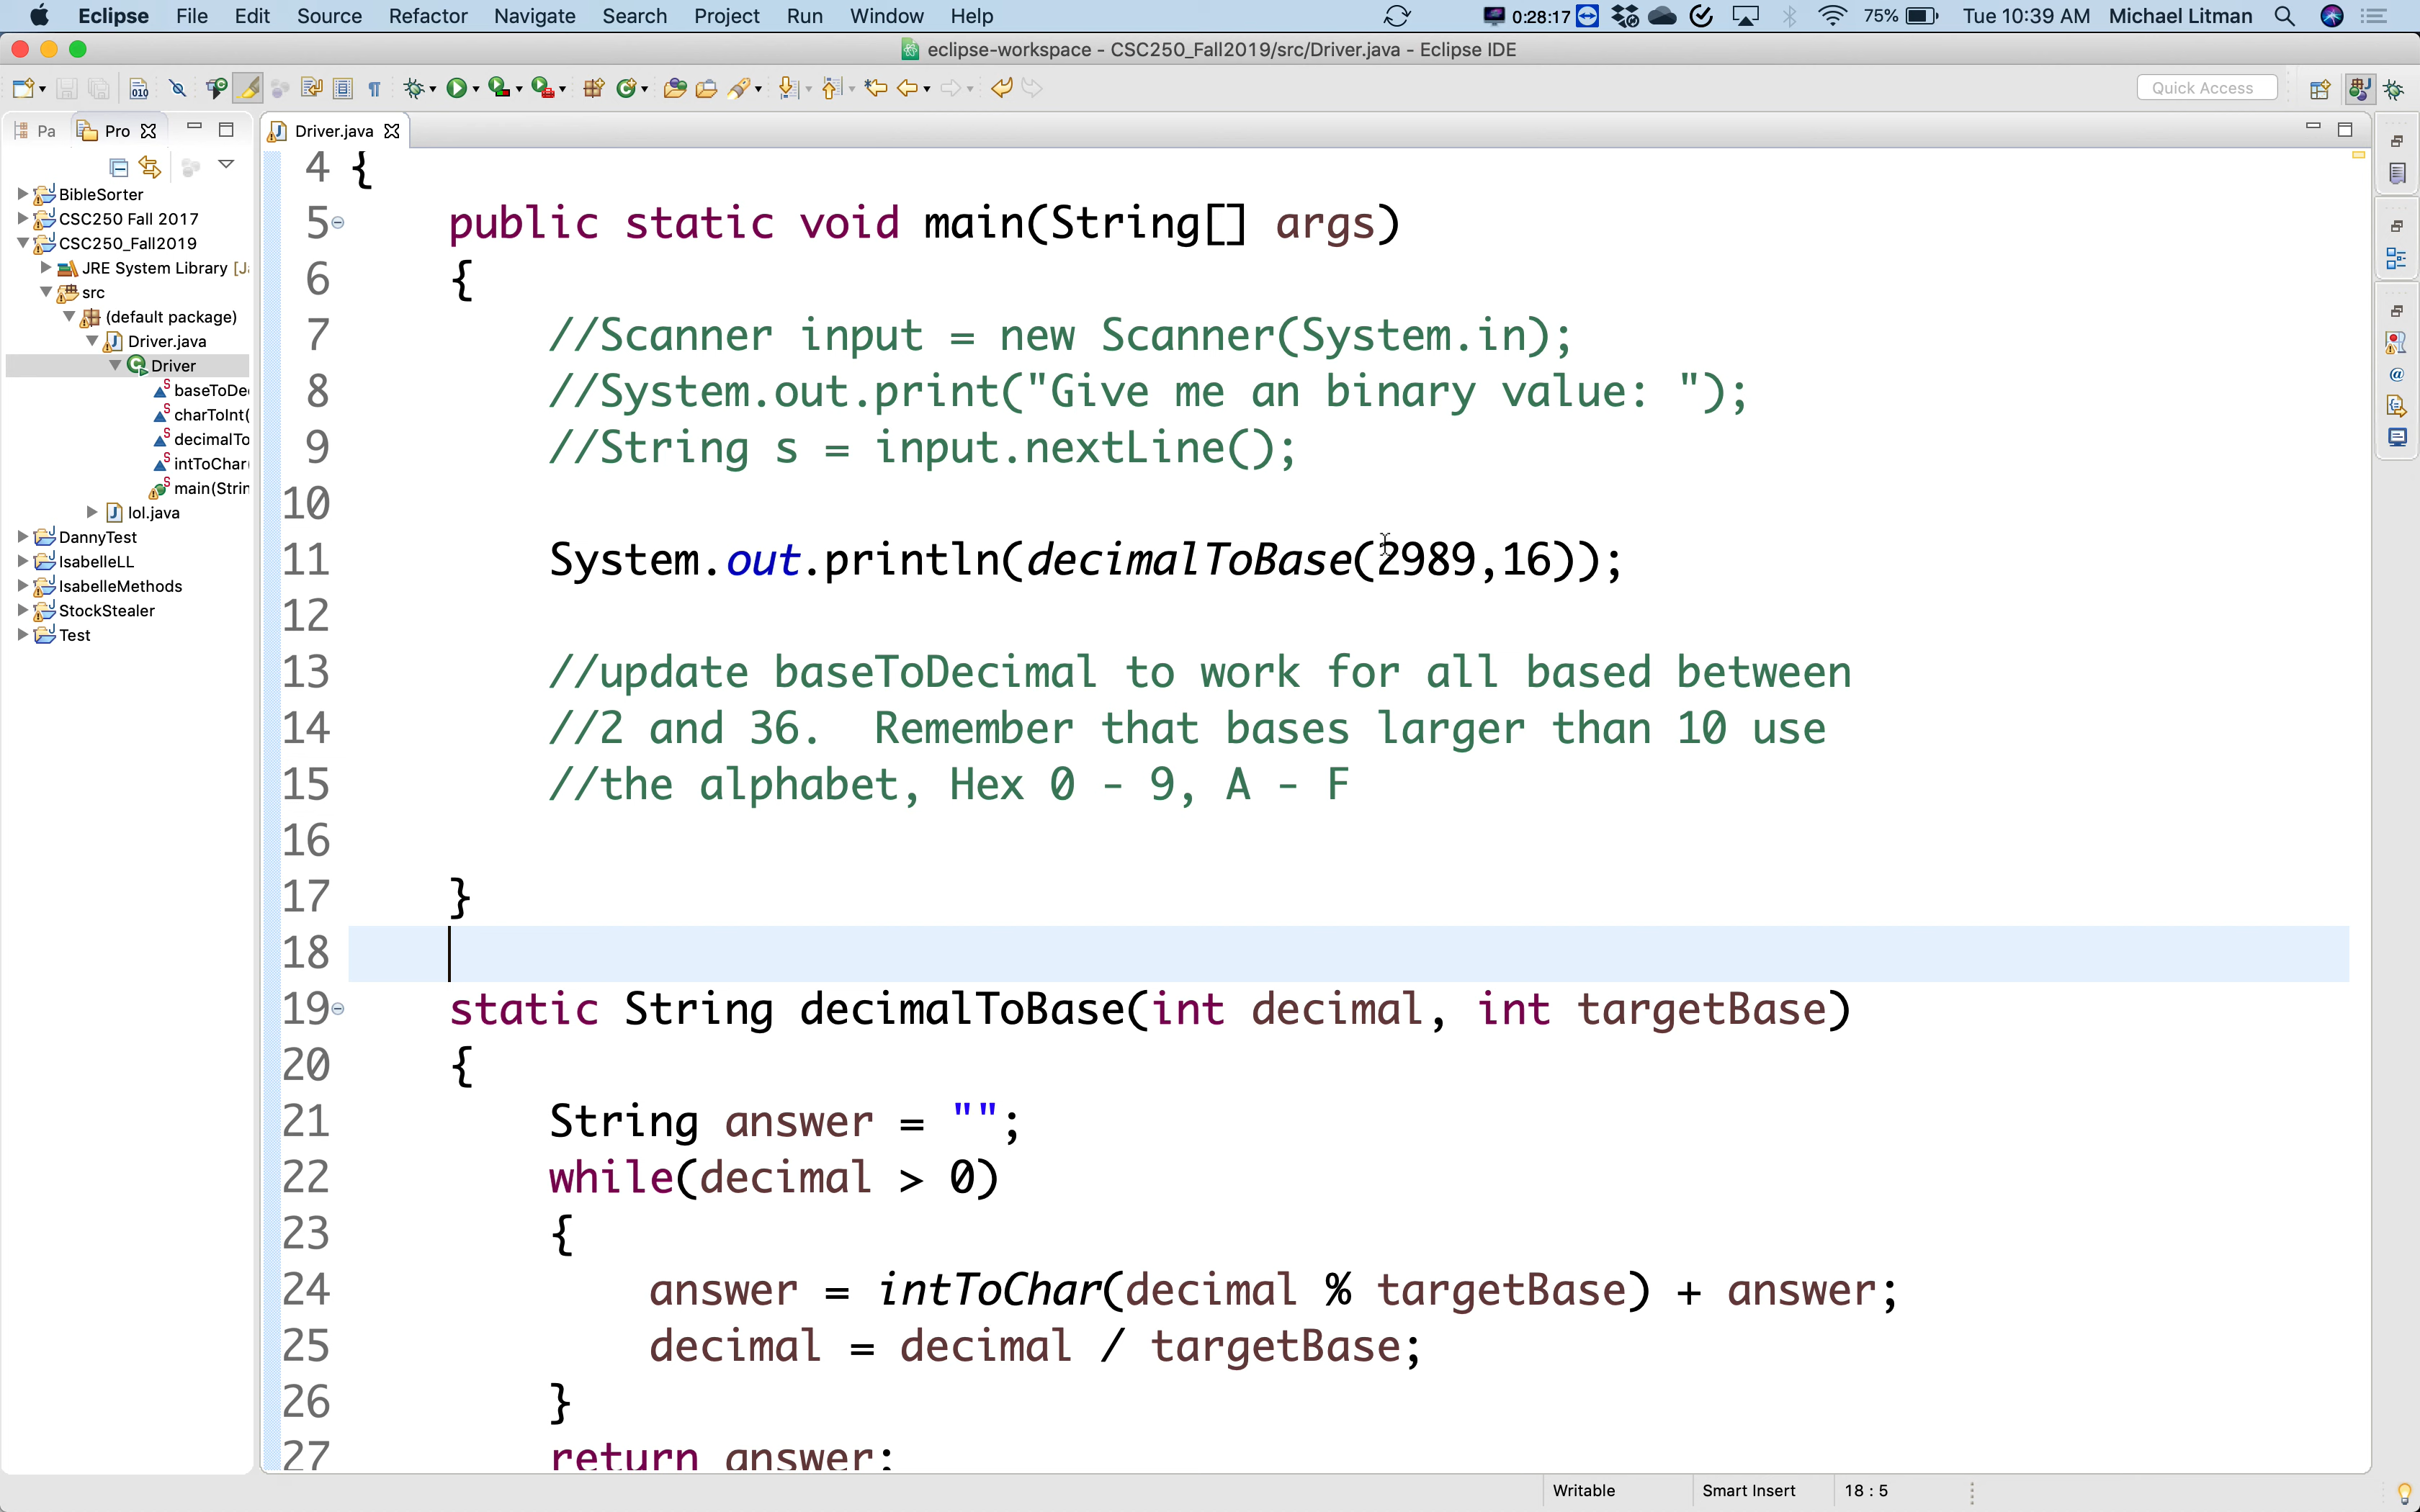 Eclipse File Edit Source Refactor Navigate Search Project Run Window Help 0:28:17 75% Tue 10:39 AM Michael Litman
eclipse-workspace - CSC250_Fall2019/src/Driver.java - Eclipse IDE
Quick Access
Pa Pro
Driver.java
BibleSorter
CSC250 Fall 2017
CSC250_Fall2019
JRE System Library [J
src
(default package)
Driver.java
Driver
baseToDe
charToInt(
decimalTo
intToChar
main(Strin
lol.java
DannyTest
IsabelleLL
IsabelleMethods
StockStealer
Test
4 {
5 public static void main(String[] args)
6 {
7 //Scanner input = new Scanner(System.in);
8 //System.out.print("Give me an binary value: ");
9 //String s = input.nextLine();
10
11 System.out.println(decimalToBase(2989,16));
12
13 //update baseToDecimal to work for all based between
14 //2 and 36.  Remember that bases larger than 10 use
15 //the alphabet, Hex 0 - 9, A - F
16
17 }
18
19 static String decimalToBase(int decimal, int targetBase)
20 {
21 String answer = "";
22 while(decimal > 0)
23 {
24 answer = intToChar(decimal % targetBase) + answer;
25 decimal = decimal / targetBase;
26 }
27 return answer;
Writable Smart Insert 18 : 5